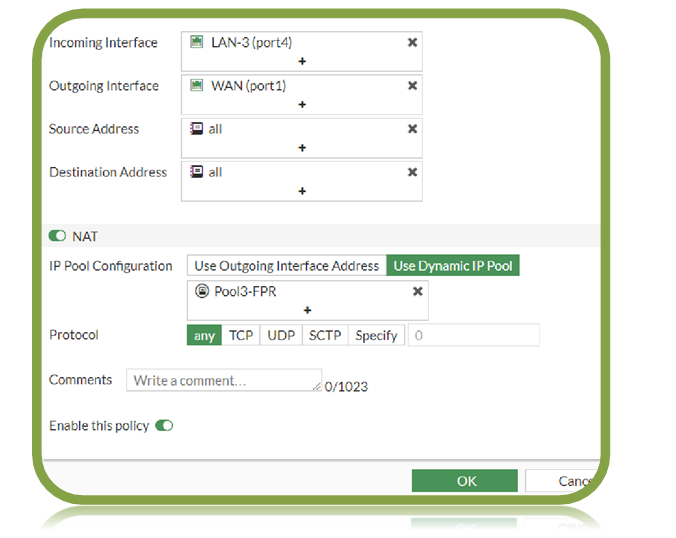 Incoming Interface LAN-3 (port4)
+
Outgoing Interface WAN (port1)
+
Source Address all
+
Destination Address all
+
NAT
IP Pool Configuration Use Outgoing Interface Address Use Dynamic IP Pool
Pool3-FPR
+
Protocol any TCP UDP SCTP Specify 0
Comments Write a comment... 0/1023
Enable this policy
OK Cance